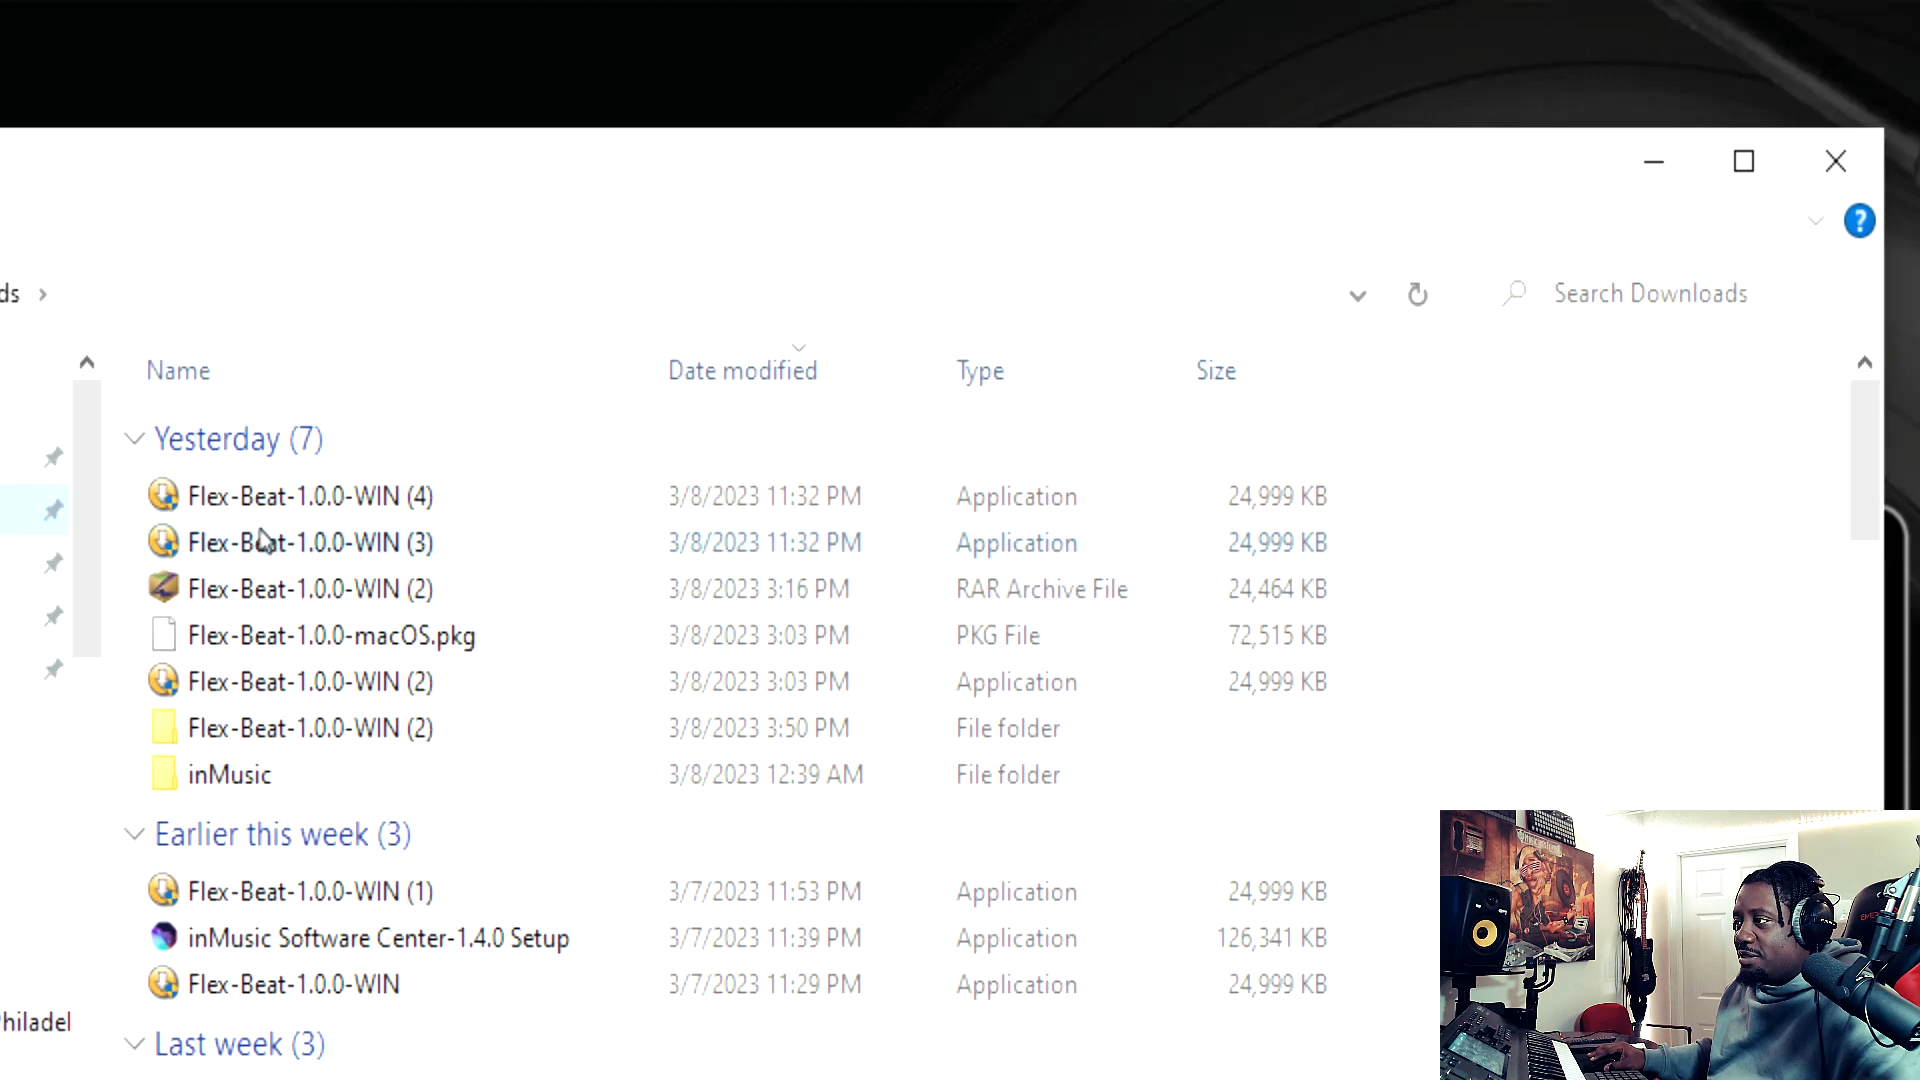 ds
Search Downloads
Name Date modified Type Size
Yesterday (7)
Flex-Beat-1.0.0-WIN (4) 3/8/2023 11:32 PM Application 24,999 KB
Flex-Beat-1.0.0-WIN (3) 3/8/2023 11:32 PM Application 24,999 KB
Flex-Beat-1.0.0-WIN (2) 3/8/2023 3:16 PM RAR Archive File 24,464 KB
Flex-Beat-1.0.0-macOS.pkg 3/8/2023 3:03 PM PKG File 72,515 KB
Flex-Beat-1.0.0-WIN (2) 3/8/2023 3:03 PM Application 24,999 KB
Flex-Beat-1.0.0-WIN (2) 3/8/2023 3:50 PM File folder
inMusic 3/8/2023 12:39 AM File folder
Earlier this week (3)
Flex-Beat-1.0.0-WIN (1) 3/7/2023 11:53 PM Application 24,999 KB
inMusic Software Center-1.4.0 Setup 3/7/2023 11:39 PM Application 126,341 KB
Flex-Beat-1.0.0-WIN 3/7/2023 11:29 PM Application 24,999 KB
Philadel
Last week (3)